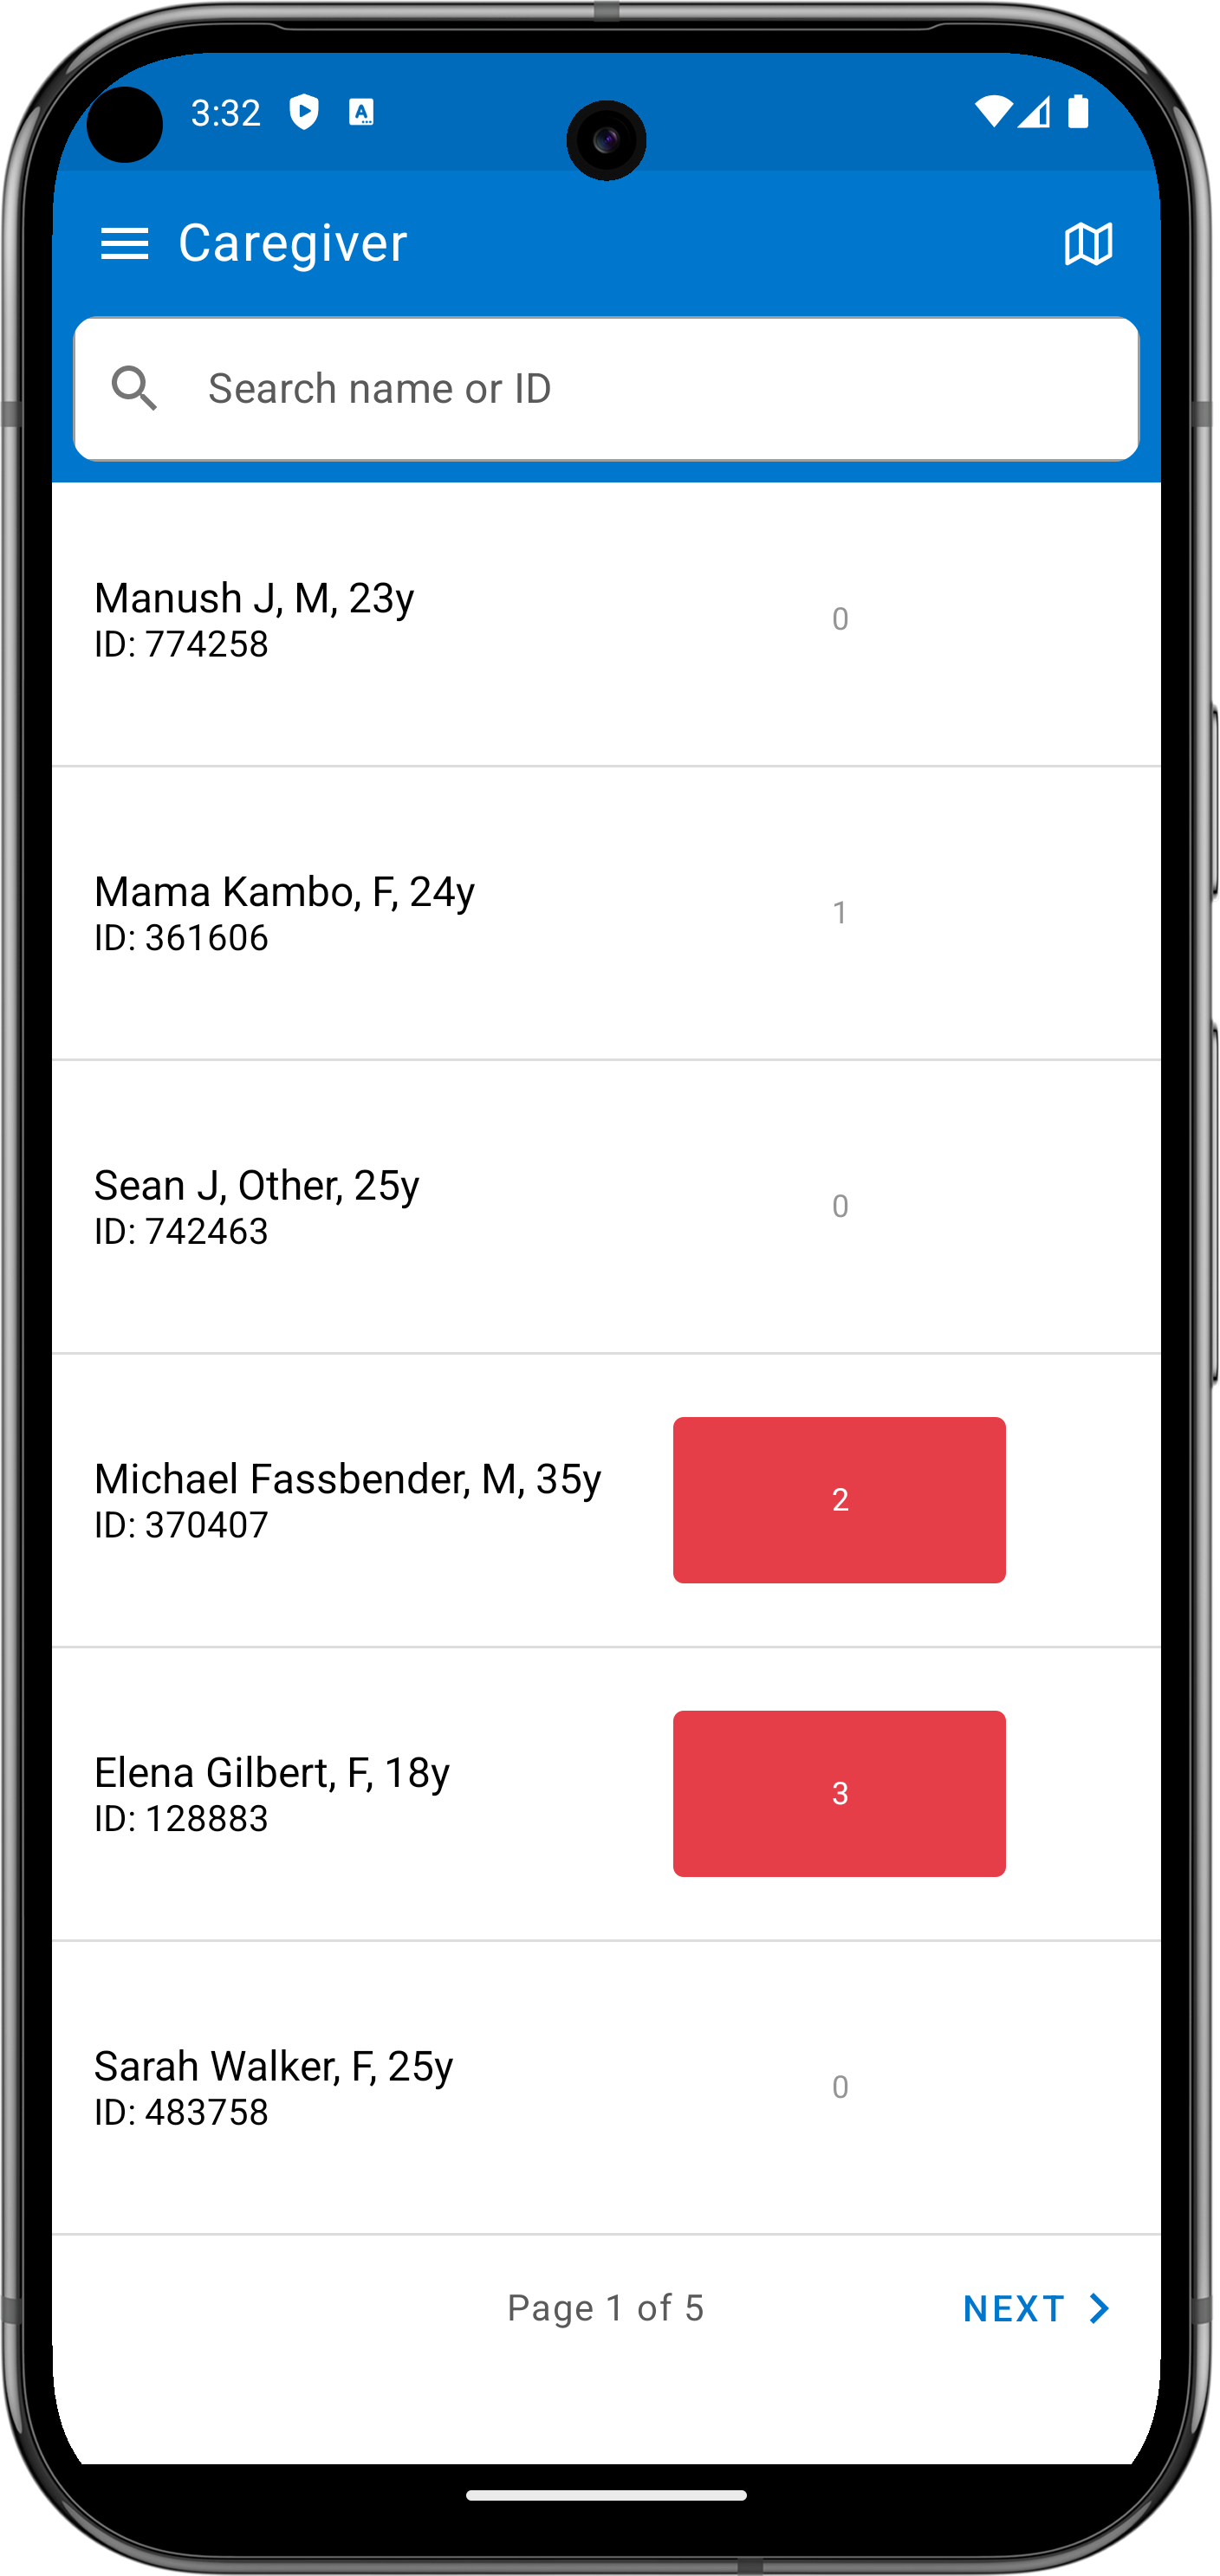 3:32
Caregiver
Search name or ID
Manush J, M, 23y
ID: 774258
0
Mama Kambo, F, 24y
ID: 361606
1
Sean J, Other, 25y
ID: 742463
0
Michael Fassbender, M, 35y
ID: 370407
2
Elena Gilbert, F, 18y
ID: 128883
3
Sarah Walker, F, 25y
ID: 483758
0
Page 1 of 5
NEXT